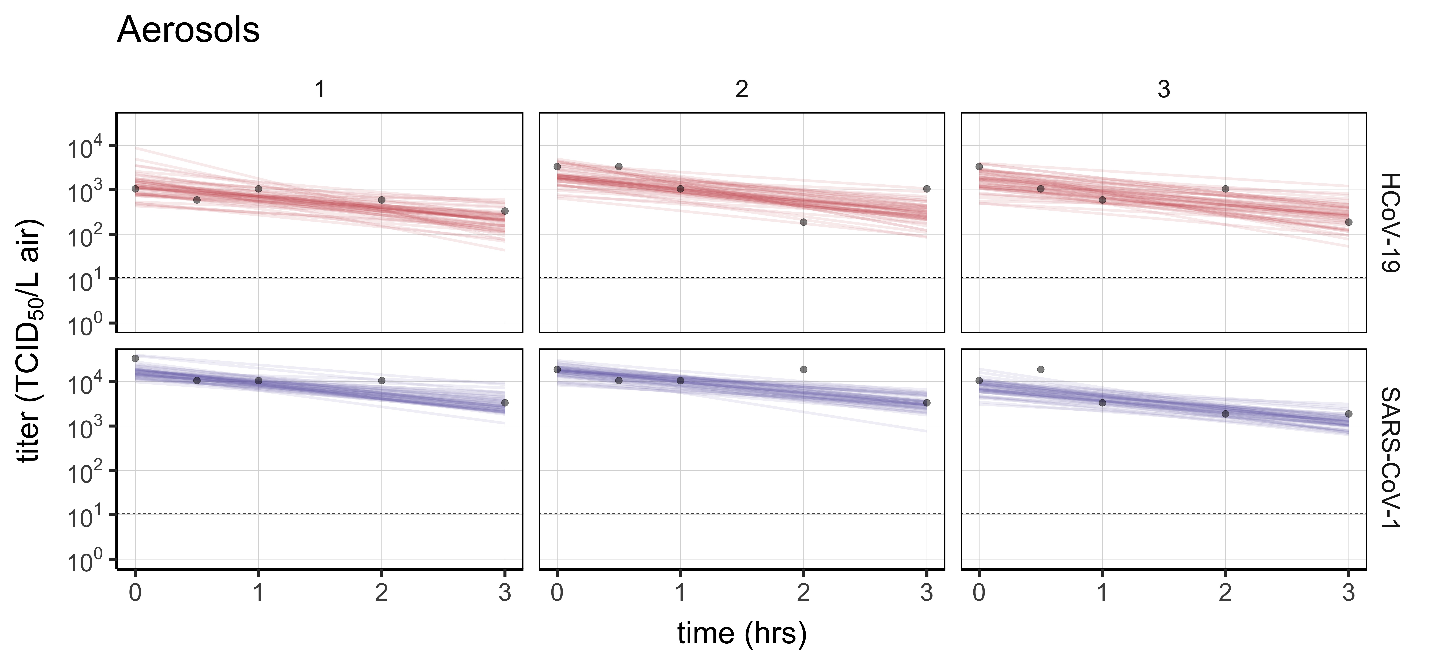 Aerosols
1 2 3
10⁴
10³
10²
10¹
10⁰
HCoV-19
10⁴
10³
10²
10¹
10⁰
SARS-CoV-1
titer (TCID₅₀/L air)
0 1 2 3 0 1 2 3 0 1 2 3
time (hrs)